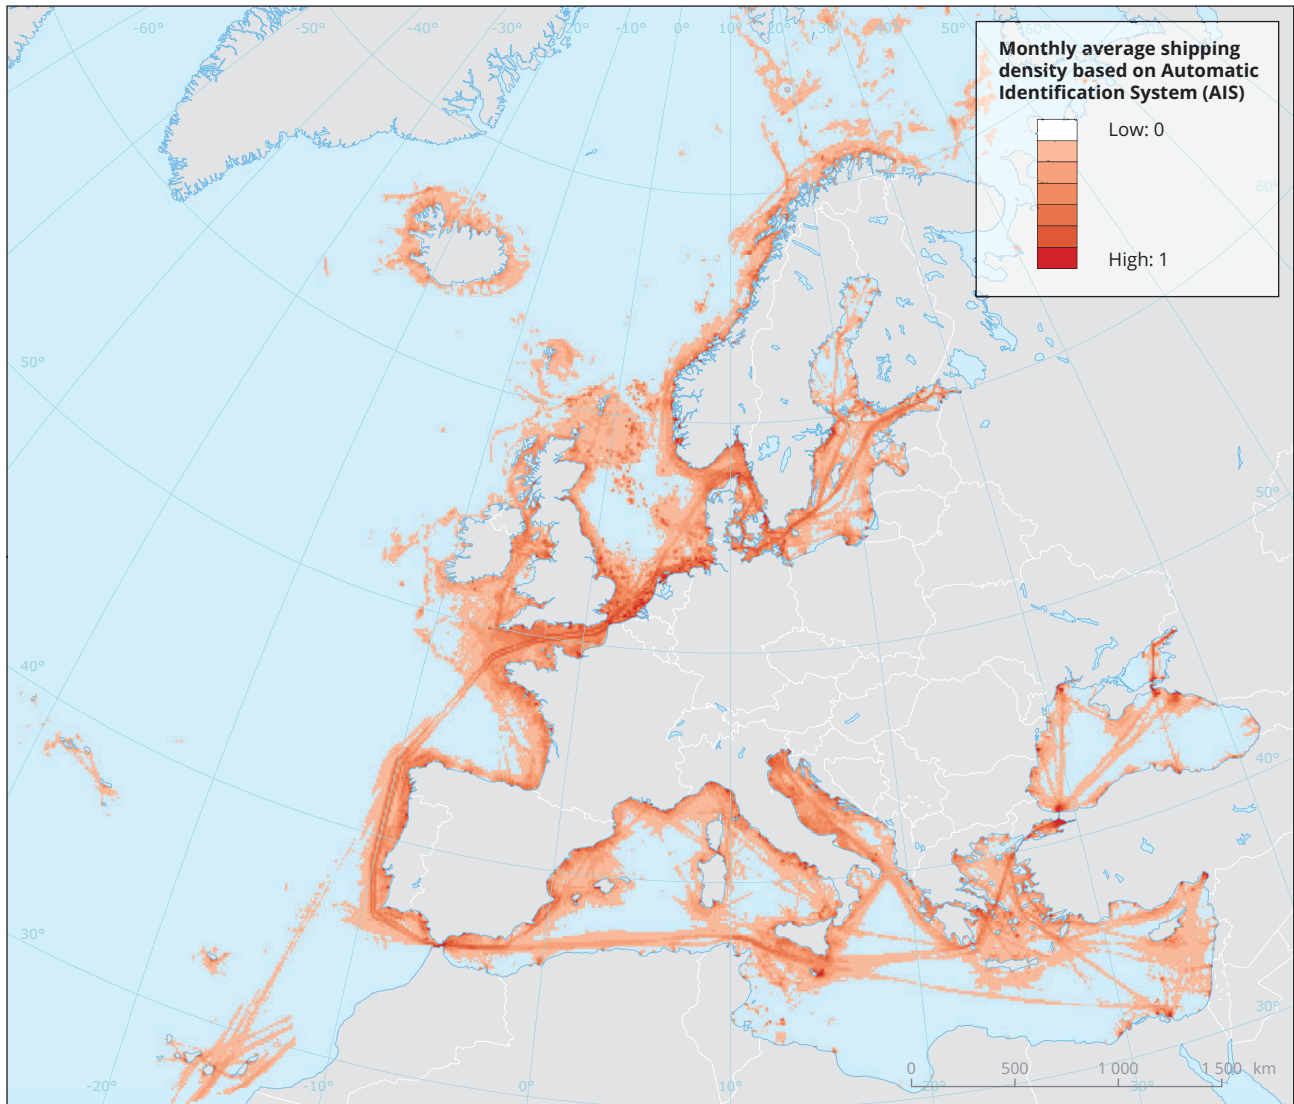 -60° -50° -40° -30° -20° -10° 0° 10° 20° 30° 40° 50° 60°
Monthly average shipping
density based on Automatic
Identification System (AIS)
Low: 0
High: 1
60°
50°
50°
40°
40°
30°
30°
0 500 1 000 1 500 km
-20° -10° 0° 10° 20° 30°